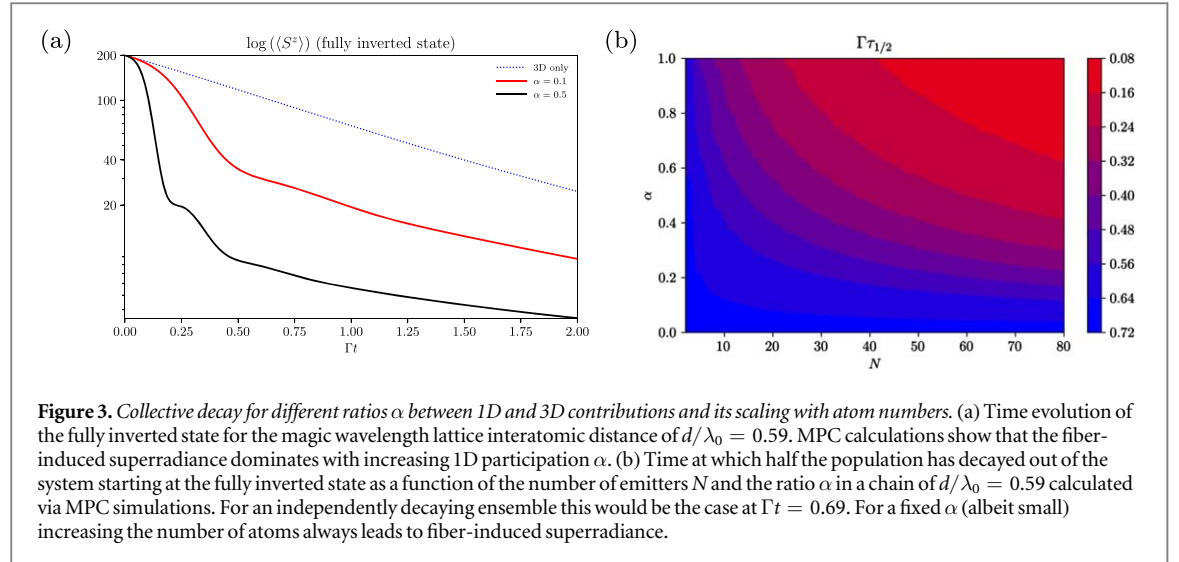 (a)
log (⟨S^z⟩) (fully inverted state)
200
100
40
20
3D only
α = 0.1
α = 0.5
0.00 0.25 0.50 0.75 1.00 1.25 1.50 1.75 2.00
Γt
(b)
Γτ1/2
1.0
0.8
0.6
0.4
0.2
0.0
α
10 20 30 40 50 60 70 80
N
0.08
0.16
0.24
0.32
0.40
0.48
0.56
0.64
0.72
Figure 3. Collective decay for different ratios α between 1D and 3D contributions and its scaling with atom numbers. (a) Time evolution of
the fully inverted state for the magic wavelength lattice interatomic distance of d/λ0 = 0.59. MPC calculations show that the fiber-
induced superradiance dominates with increasing 1D participation α. (b) Time at which half the population has decayed out of the
system starting at the fully inverted state as a function of the number of emitters N and the ratio α in a chain of d/λ0 = 0.59 calculated
via MPC simulations. For an independently decaying ensemble this would be the case at Γt = 0.69. For a fixed α (albeit small)
increasing the number of atoms always leads to fiber-induced superradiance.